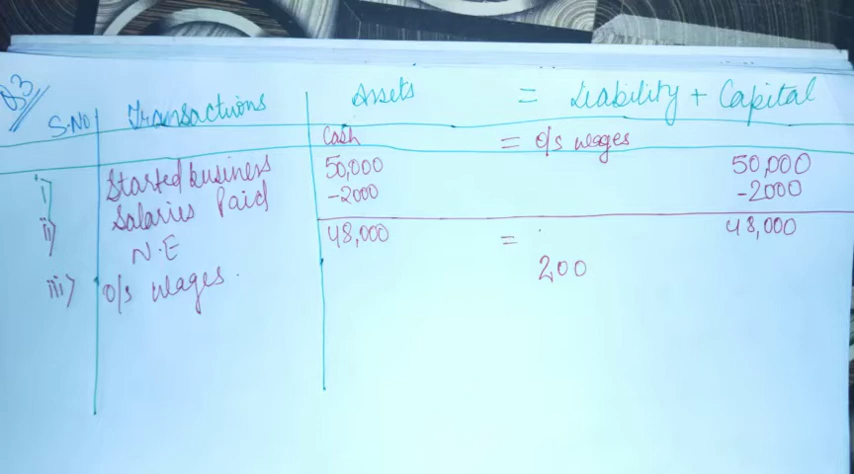 Q3
S.No Transactions Assets = Liability + Capital
Cash = o/s wages
i) Started business 50,000 50,000
ii) Salaries Paid -2000 -2000
N.E 48,000 = 48,000
iii) o/s wages. 200